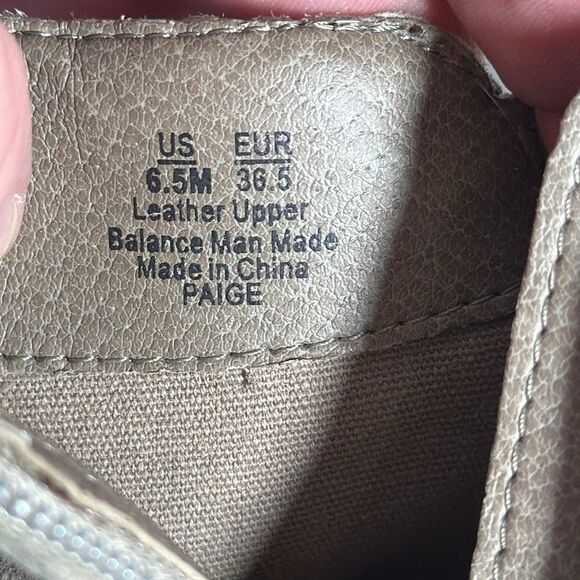 US EUR
6.5M 36.5
Leather Upper
Balance Man Made
Made in China
PAIGE